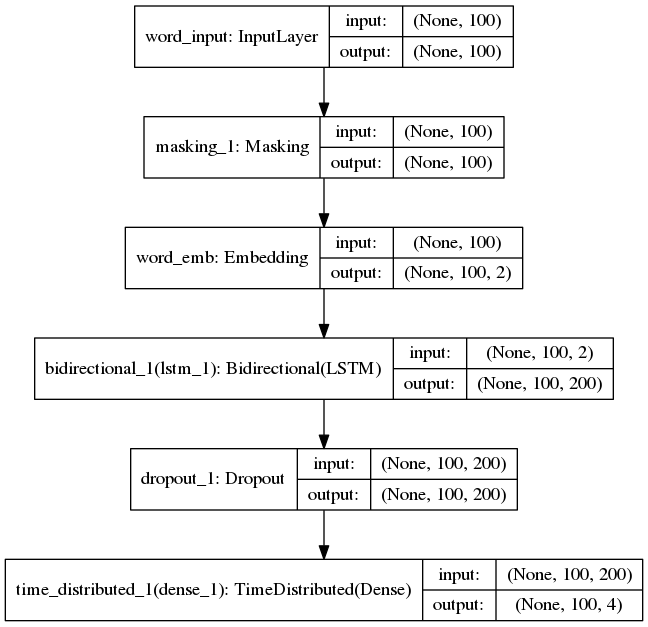 word_input: InputLayer
input:
(None, 100)
output:
(None, 100)
masking_1: Masking
input:
(None, 100)
output:
(None, 100)
word_emb: Embedding
input:
(None, 100)
output:
(None, 100, 2)
bidirectional_1(lstm_1): Bidirectional(LSTM)
input:
(None, 100, 2)
output:
(None, 100, 200)
dropout_1: Dropout
input:
(None, 100, 200)
output:
(None, 100, 200)
time_distributed_1(dense_1): TimeDistributed(Dense)
input:
(None, 100, 200)
output:
(None, 100, 4)